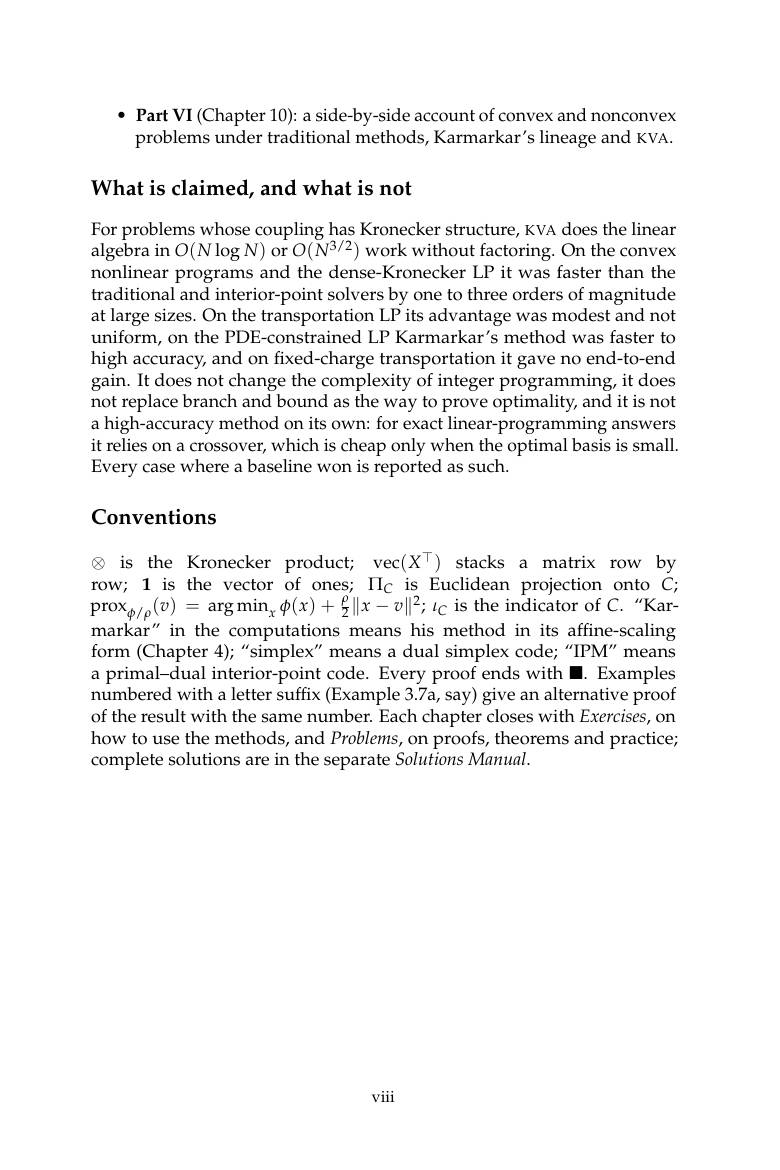 • Part VI (Chapter 10): a side-by-side account of convex and nonconvex
problems under traditional methods, Karmarkar's lineage and KVA.
What is claimed, and what is not
For problems whose coupling has Kronecker structure, KVA does the linear
algebra in O(N log N) or O(N^{3/2}) work without factoring. On the convex
nonlinear programs and the dense-Kronecker LP it was faster than the
traditional and interior-point solvers by one to three orders of magnitude
at large sizes. On the transportation LP its advantage was modest and not
uniform, on the PDE-constrained LP Karmarkar's method was faster to
high accuracy, and on fixed-charge transportation it gave no end-to-end
gain. It does not change the complexity of integer programming, it does
not replace branch and bound as the way to prove optimality, and it is not
a high-accuracy method on its own: for exact linear-programming answers
it relies on a crossover, which is cheap only when the optimal basis is small.
Every case where a baseline won is reported as such.
Conventions
⊗ is the Kronecker product; vec(X^⊤) stacks a matrix row by
row; 1 is the vector of ones; Π_C is Euclidean projection onto C;
prox_{ϕ/ρ}(v) = arg min_x ϕ(x) + ρ/2 ‖x − v‖²; ι_C is the indicator of C. “Kar-
markar” in the computations means his method in its affine-scaling
form (Chapter 4); “simplex” means a dual simplex code; “IPM” means
a primal–dual interior-point code. Every proof ends with ■. Examples
numbered with a letter suffix (Example 3.7a, say) give an alternative proof
of the result with the same number. Each chapter closes with Exercises, on
how to use the methods, and Problems, on proofs, theorems and practice;
complete solutions are in the separate Solutions Manual.
viii